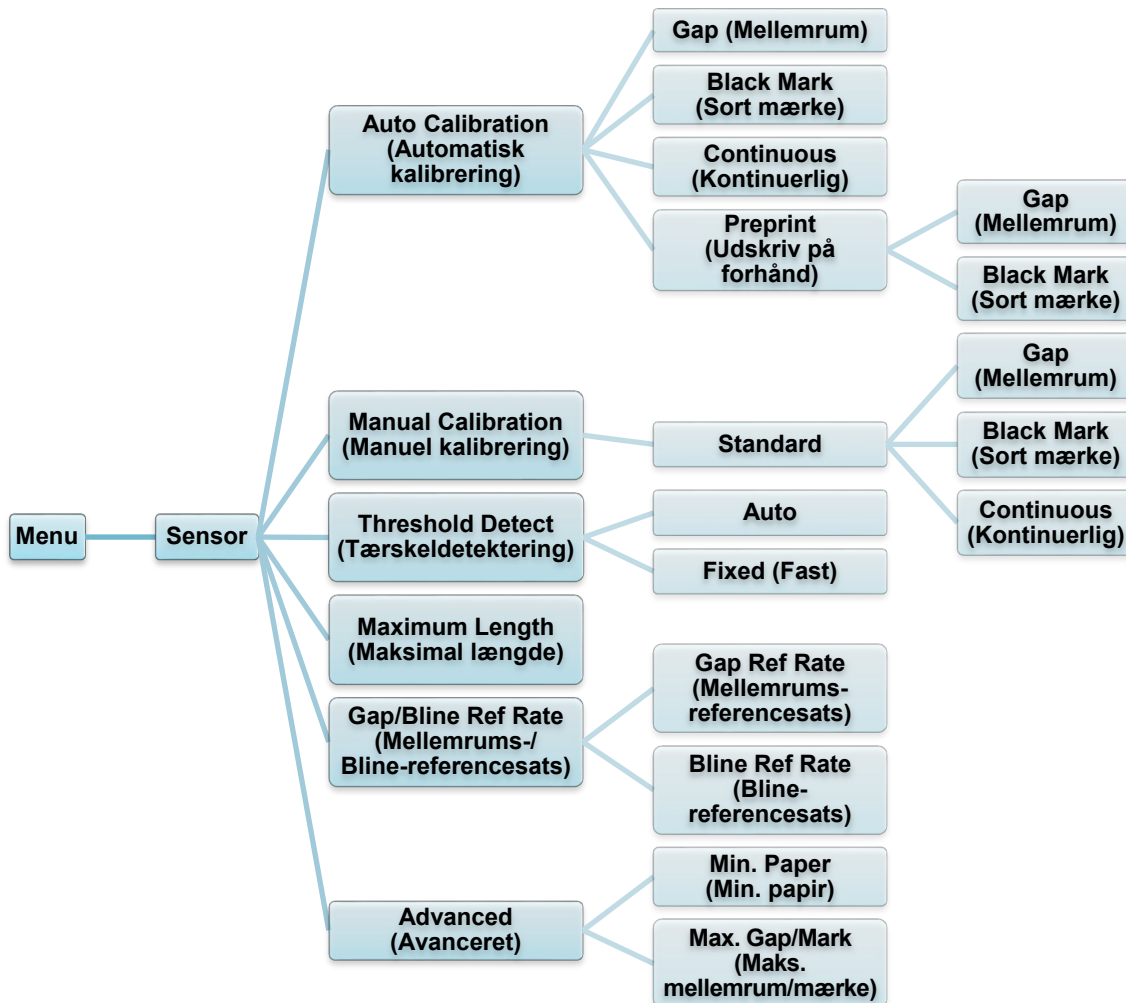 Menu
Sensor
Auto Calibration
(Automatisk
kalibrering)
Gap (Mellemrum)
Black Mark
(Sort mærke)
Continuous
(Kontinuerlig)
Preprint
(Udskriv på
forhånd)
Gap
(Mellemrum)
Black Mark
(Sort mærke)
Manual Calibration
(Manuel kalibrering)
Standard
Gap
(Mellemrum)
Black Mark
(Sort mærke)
Continuous
(Kontinuerlig)
Threshold Detect
(Tærskeldetektering)
Auto
Fixed (Fast)
Maximum Length
(Maksimal længde)
Gap/Bline Ref Rate
(Mellemrums-/
Bline-referencesats)
Gap Ref Rate
(Mellemrums-
referencesats)
Bline Ref Rate
(Bline-
referencesats)
Advanced
(Avanceret)
Min. Paper
(Min. papir)
Max. Gap/Mark
(Maks.
mellemrum/mærke)